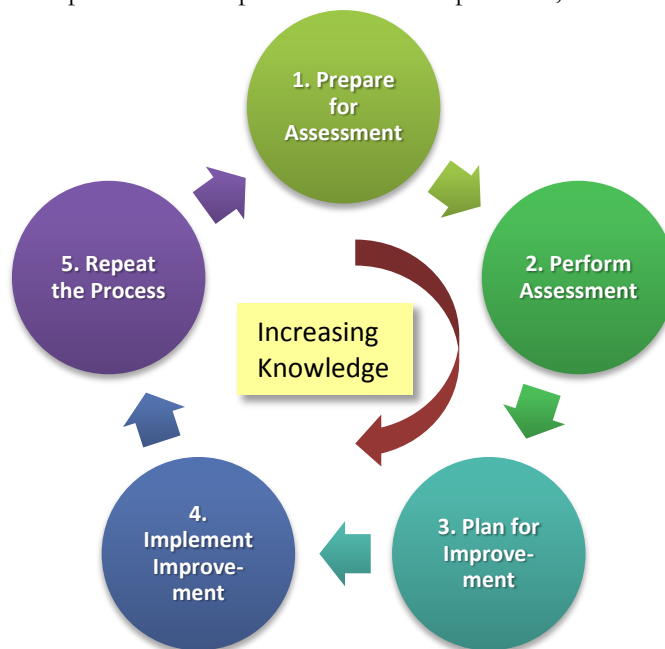 1. Prepare
for
Assessment
2. Perform
Assessment
3. Plan for
Improve-
ment
4.
Implement
Improve-
ment
5. Repeat
the Process
Increasing
Knowledge